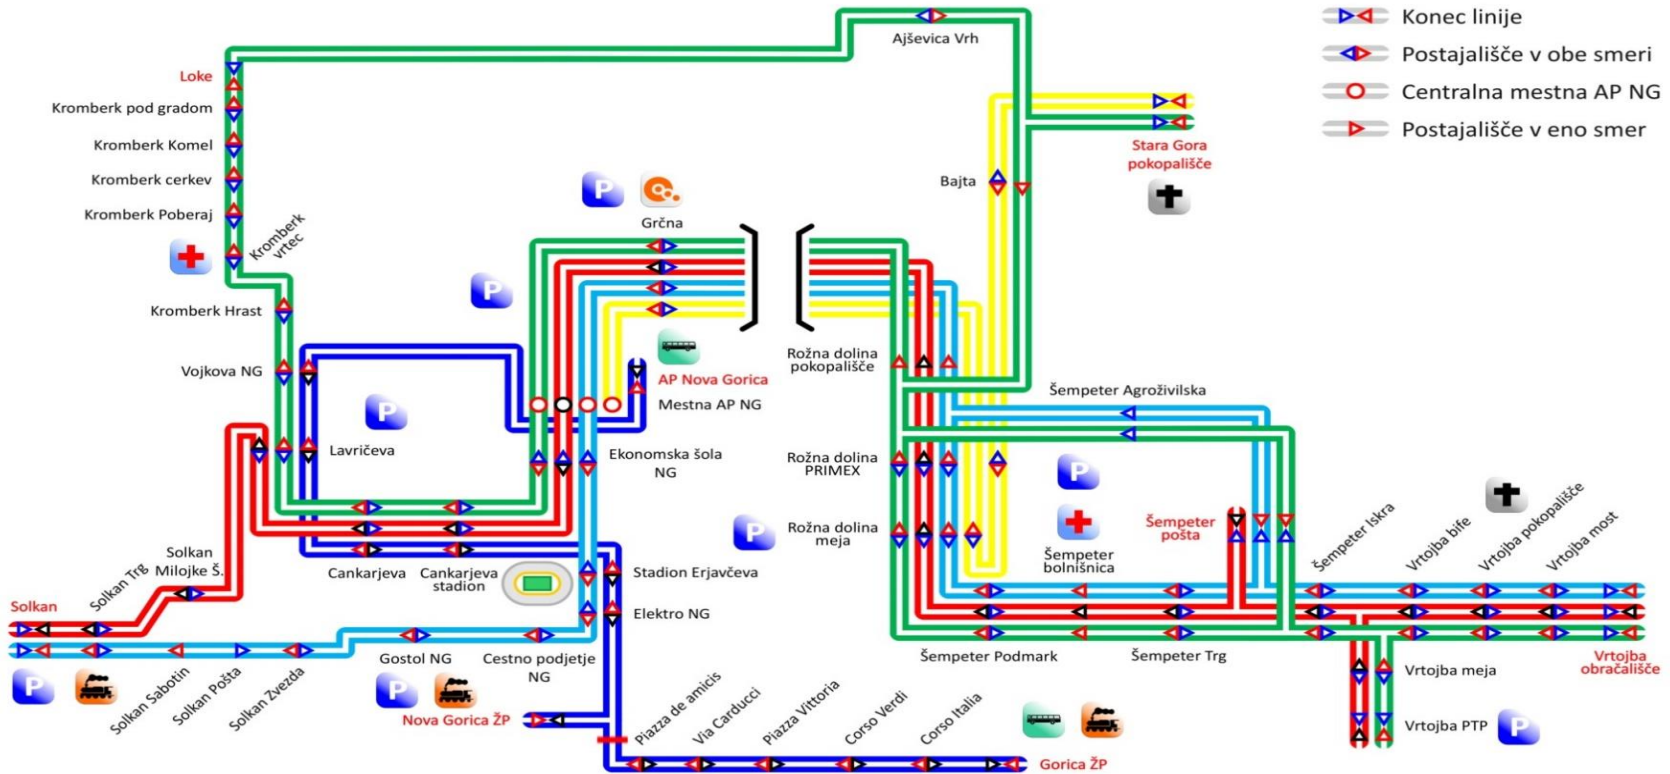 Konec linije
Postajališče v obe smeri
Centralna mestna AP NG
Postajališče v eno smer
Ajševica Vrh
Loke
Kromberk pod gradom
Kromberk Komel
Kromberk cerkev
Kromberk Poberaj
Kromberk
vrtec
Kromberk Hrast
Vojkova NG
Lavričeva
Stara Gora
pokopališče
Bajta
P
Grčna
P
P
AP Nova Gorica
Mestna AP NG
Ekonomska šola
NG
Rožna dolina
pokopališče
Šempeter Agroživilska
Rožna dolina
PRIMEX
P
P
Rožna dolina
meja
Šempeter
bolnišnica
Šempeter
pošta
Šempeter Iskra
Vrtojba bife
Vrtojba pokopališče
Vrtojba most
Solkan
Solkan Trg
Solkan
Milojke Š.
Cankarjeva
Cankarjeva
stadion
Stadion Erjavčeva
Elektro NG
P
Solkan Sabotin
Solkan Pošta
Solkan Zvezda
Gostol NG
Cestno podjetje
NG
P
Nova Gorica ŽP
Piazza de amicis
Via Carducci
Piazza Vittoria
Corso Verdi
Corso Italia
Gorica ŽP
Šempeter Podmark
Šempeter Trg
Vrtojba meja
Vrtojba
obračališče
Vrtojba PTP
P